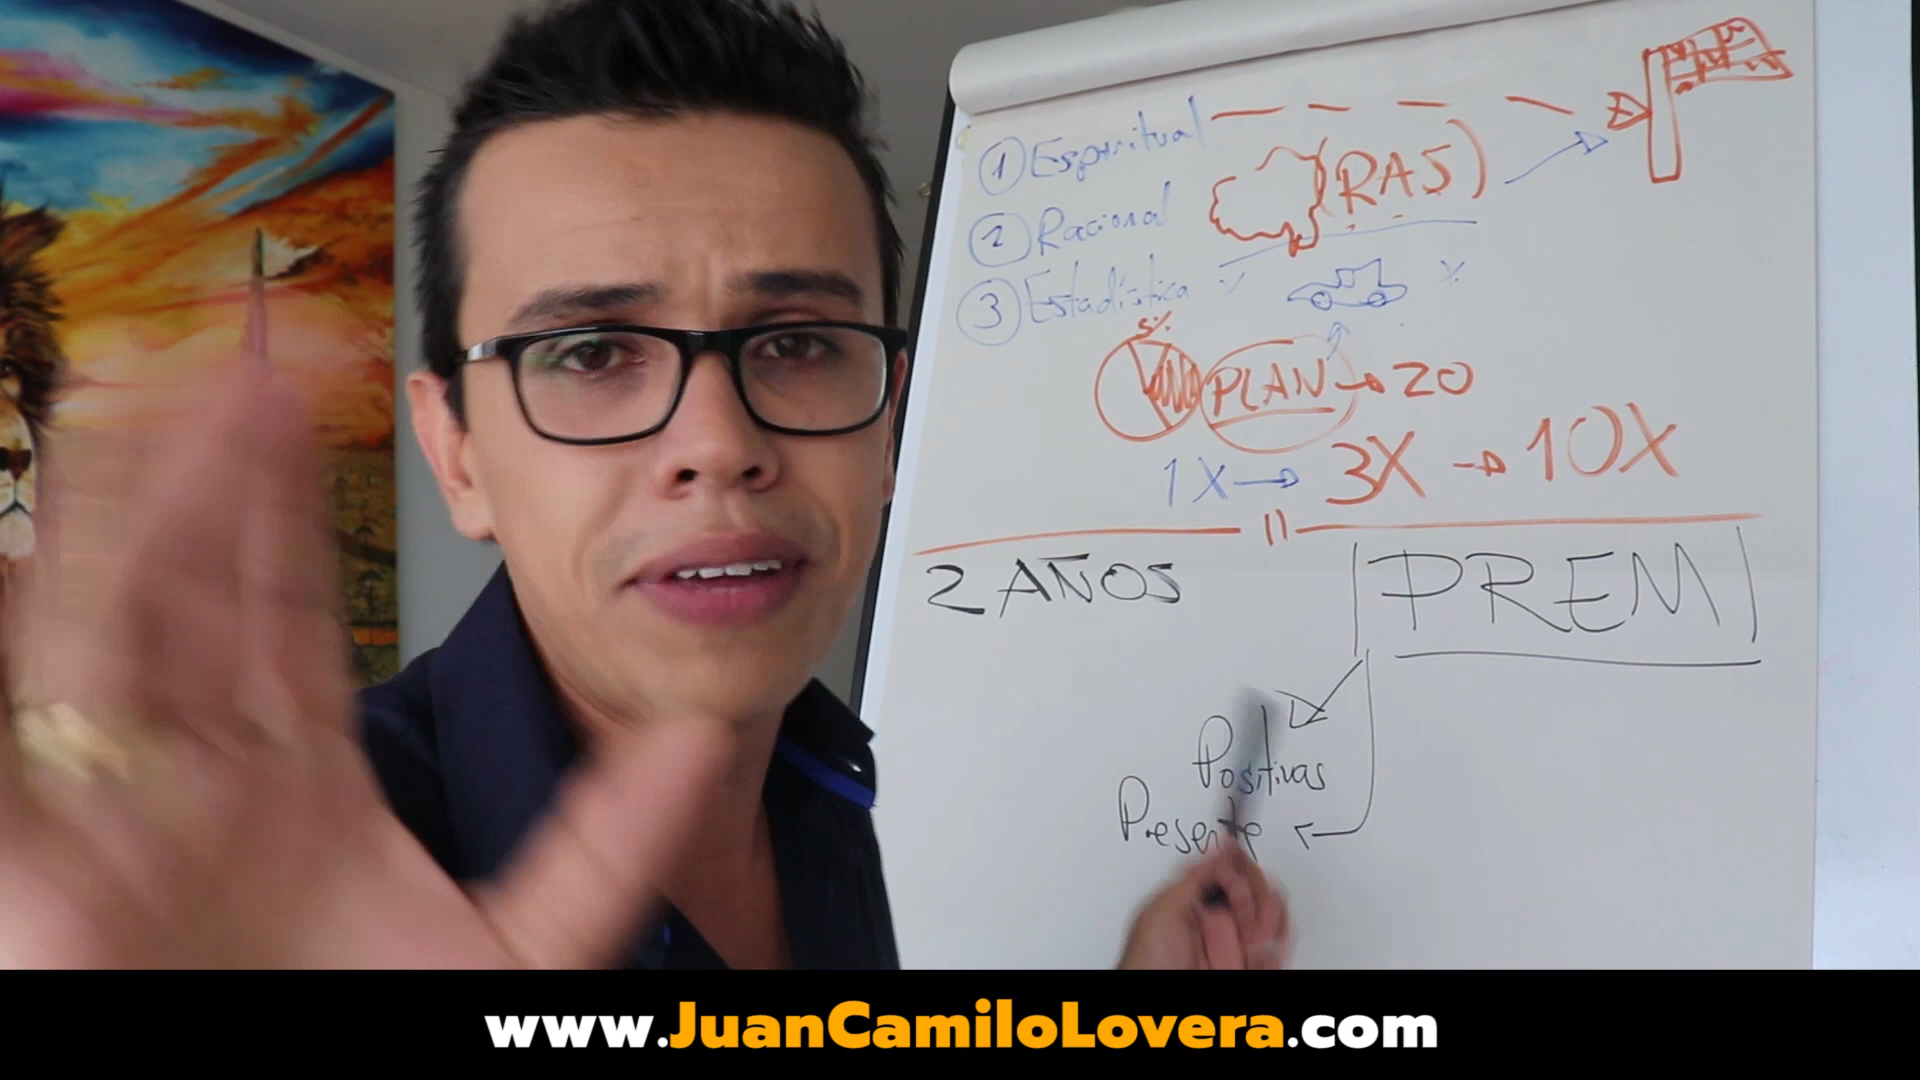 ① Espiritual
(RAS)
② Racional
③ Estadística X X
5%
PLAN → 20
1X → 3X → 10X
2 AÑOS
PREM
Positivas
Presente
www.JuanCamiloLovera.com